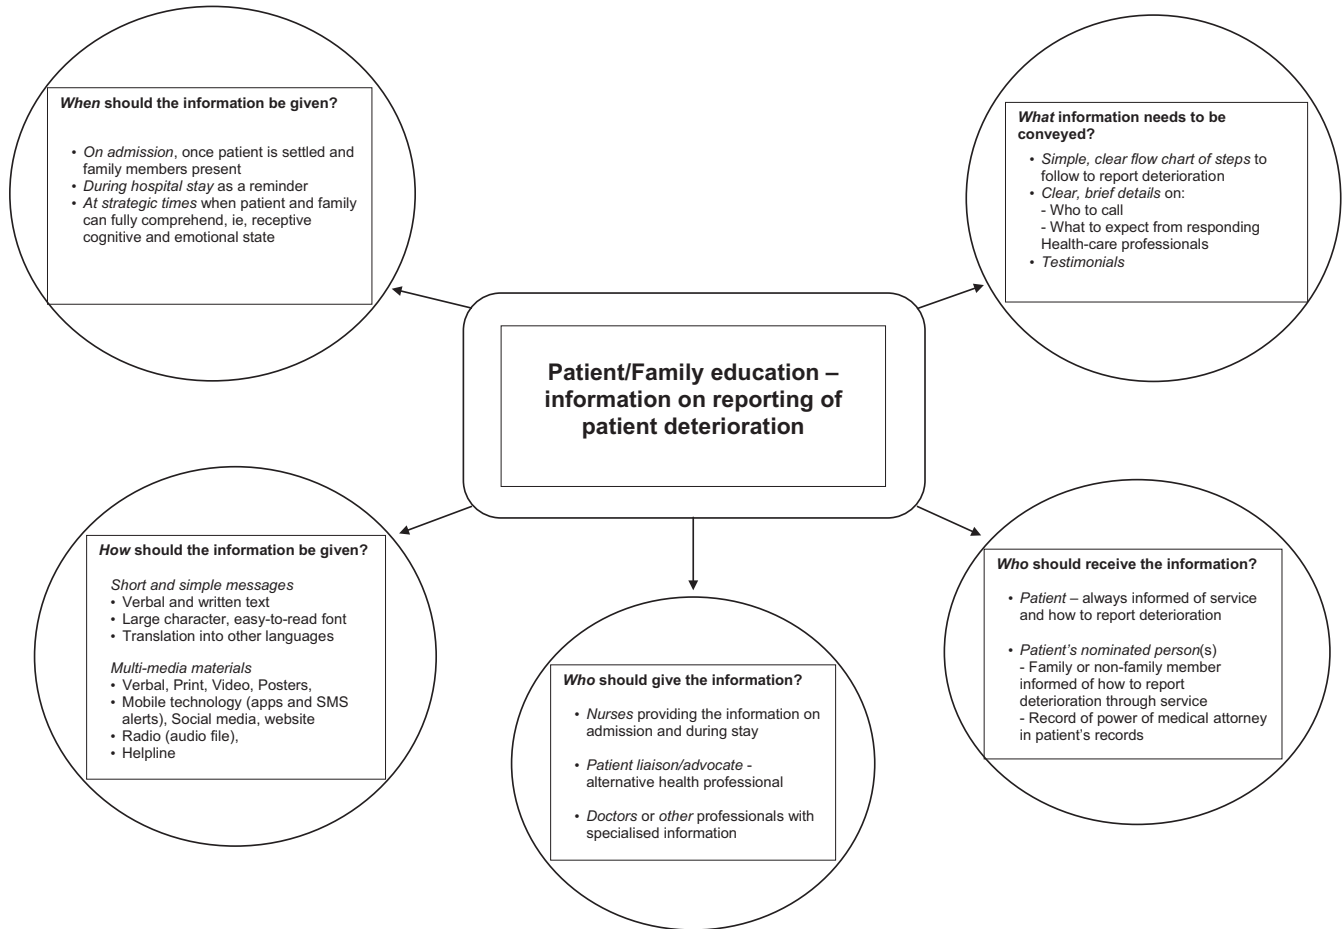 When should the information be given?
• On admission, once patient is settled and
family members present
• During hospital stay as a reminder
• At strategic times when patient and family
can fully comprehend, ie, receptive
cognitive and emotional state
What information needs to be
conveyed?
• Simple, clear flow chart of steps to
follow to report deterioration
• Clear, brief details on:
- Who to call
- What to expect from responding
Health-care professionals
• Testimonials
Patient/Family education –
information on reporting of
patient deterioration
How should the information be given?
Short and simple messages
• Verbal and written text
• Large character, easy-to-read font
• Translation into other languages
Multi-media materials
• Verbal, Print, Video, Posters,
• Mobile technology (apps and SMS
alerts), Social media, website
• Radio (audio file),
• Helpline
Who should give the information?
• Nurses providing the information on
admission and during stay
• Patient liaison/advocate -
alternative health professional
• Doctors or other professionals with
specialised information
Who should receive the information?
• Patient – always informed of service
and how to report deterioration
• Patient's nominated person(s)
- Family or non-family member
informed of how to report
deterioration through service
- Record of power of medical attorney
in patient's records